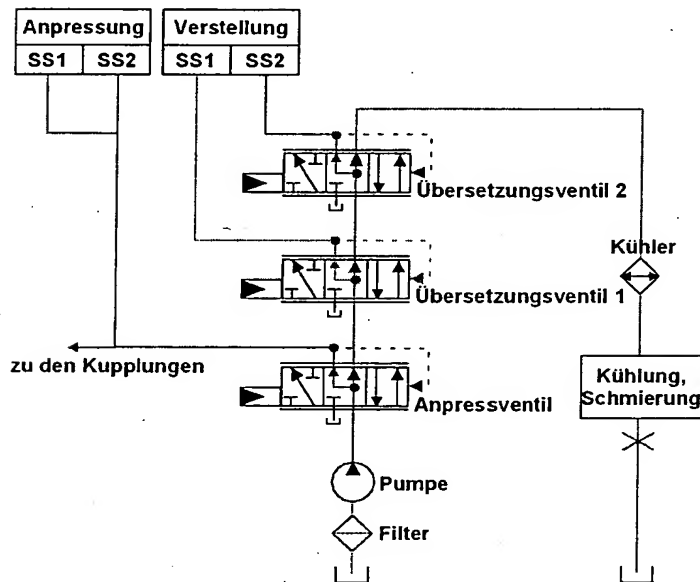 Anpressung
SS1 SS2
Verstellung
SS1 SS2
Übersetzungsventil 2
Kühler
Übersetzungsventil 1
zu den Kupplungen
Anpressventil
Kühlung,
Schmierung
Pumpe
Filter